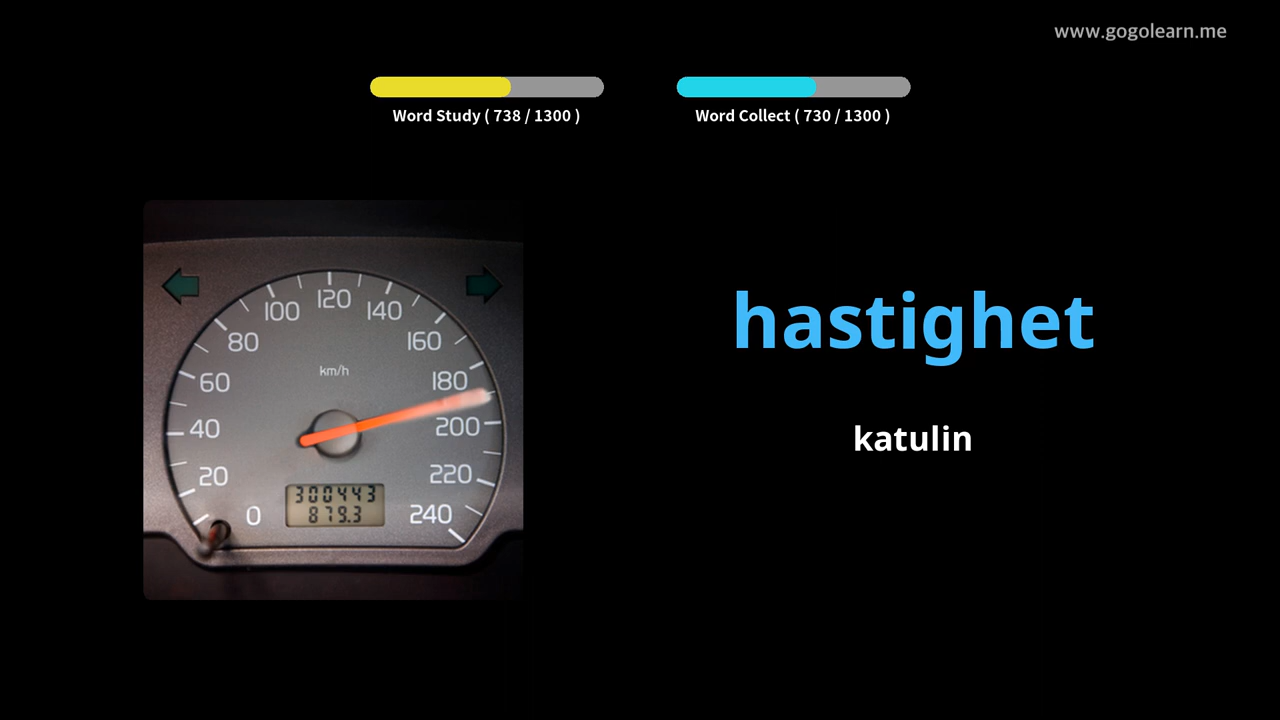 www.gogolearn.me
Word Study ( 738 / 1300 )
Word Collect ( 730 / 1300 )
hastighet
katulin
0
20
40
60
80
100
120
140
160
180
200
220
240
km/h
300443
879.3